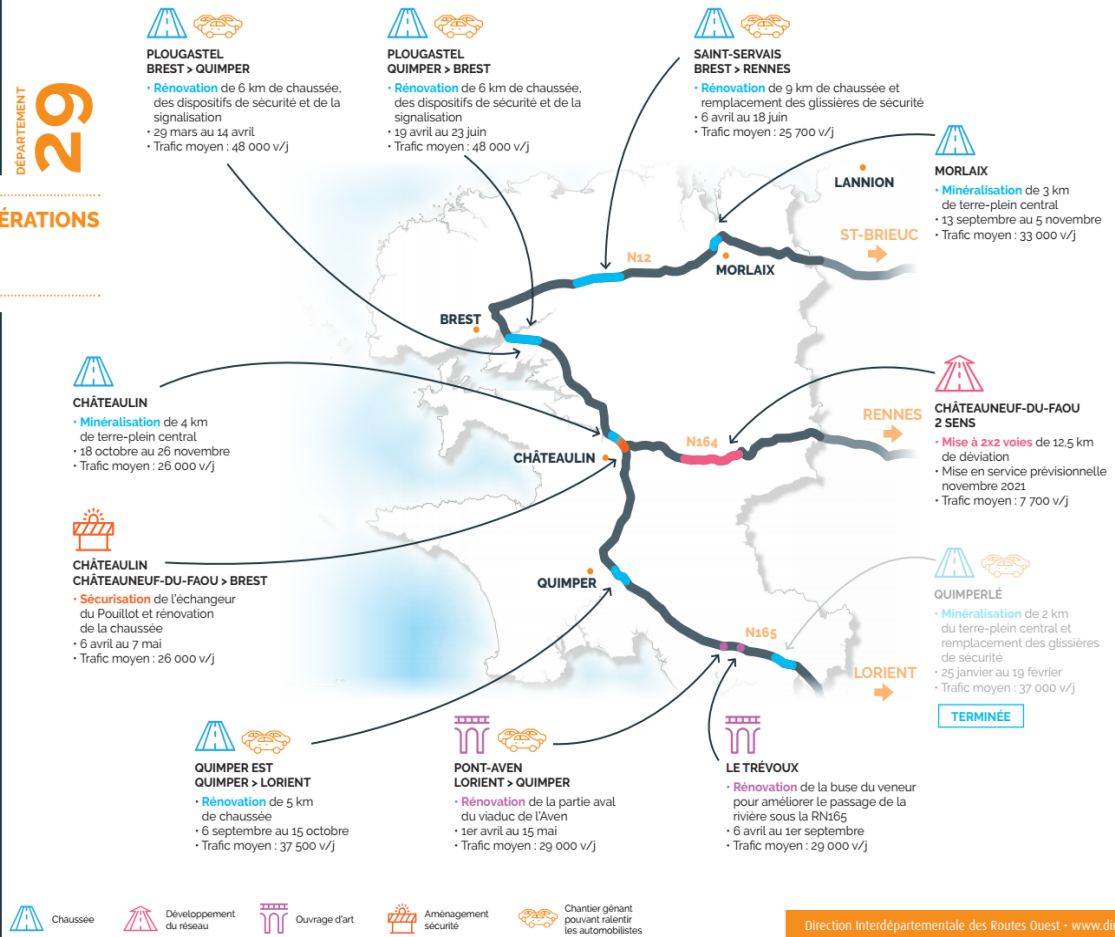 DÉPARTEMENT
29
ÉRATIONS
PLOUGASTEL
BREST > QUIMPER
• Rénovation de 6 km de chaussée,
des dispositifs de sécurité et de la
signalisation
• 29 mars au 14 avril
• Trafic moyen : 48 000 v/j
PLOUGASTEL
QUIMPER > BREST
• Rénovation de 6 km de chaussée,
des dispositifs de sécurité et de la
signalisation
• 19 avril au 23 juin
• Trafic moyen : 48 000 v/j
SAINT-SERVAIS
BREST > RENNES
• Rénovation de 9 km de chaussée et
remplacement des glissières de sécurité
• 6 avril au 18 juin
• Trafic moyen : 25 700 v/j
MORLAIX
• Minéralisation de 3 km
de terre-plein central
• 13 septembre au 5 novembre
• Trafic moyen : 33 000 v/j
LANNION
ST-BRIEUC
N12
MORLAIX
BREST
CHÂTEAULIN
• Minéralisation de 4 km
de terre-plein central
• 18 octobre au 26 novembre
• Trafic moyen : 26 000 v/j
CHÂTEAULIN
N164
RENNES
CHÂTEAUNEUF-DU-FAOU
2 SENS
• Mise à 2x2 voies de 12,5 km
de déviation
• Mise en service prévisionnelle
novembre 2021
• Trafic moyen : 7 700 v/j
CHÂTEAULIN
CHÂTEAUNEUF-DU-FAOU > BREST
• Sécurisation de l'échangeur
du Pouillot et rénovation
de la chaussée
• 6 avril au 7 mai
• Trafic moyen : 26 000 v/j
QUIMPER
N165
LORIENT
QUIMPERLÉ
• Minéralisation de 2 km
du terre-plein central et
remplacement des glissières
de sécurité
• 25 janvier au 19 février
• Trafic moyen : 37 000 v/j
TERMINÉE
QUIMPER EST
QUIMPER > LORIENT
• Rénovation de 5 km
de chaussée
• 6 septembre au 15 octobre
• Trafic moyen : 37 500 v/j
PONT-AVEN
LORIENT > QUIMPER
• Rénovation de la partie aval
du viaduc de l'Aven
• 1er avril au 15 mai
• Trafic moyen : 29 000 v/j
LE TRÉVOUX
• Rénovation de la buse du veneur
pour améliorer le passage de la
rivière sous la RN165
• 6 avril au 1er septembre
• Trafic moyen : 29 000 v/j
Chaussée
Développement
du réseau
Ouvrage d'art
Aménagement
sécurité
Chantier gênant
pouvant ralentir
les automobilistes
Direction Interdépartementale des Routes Ouest - www.di